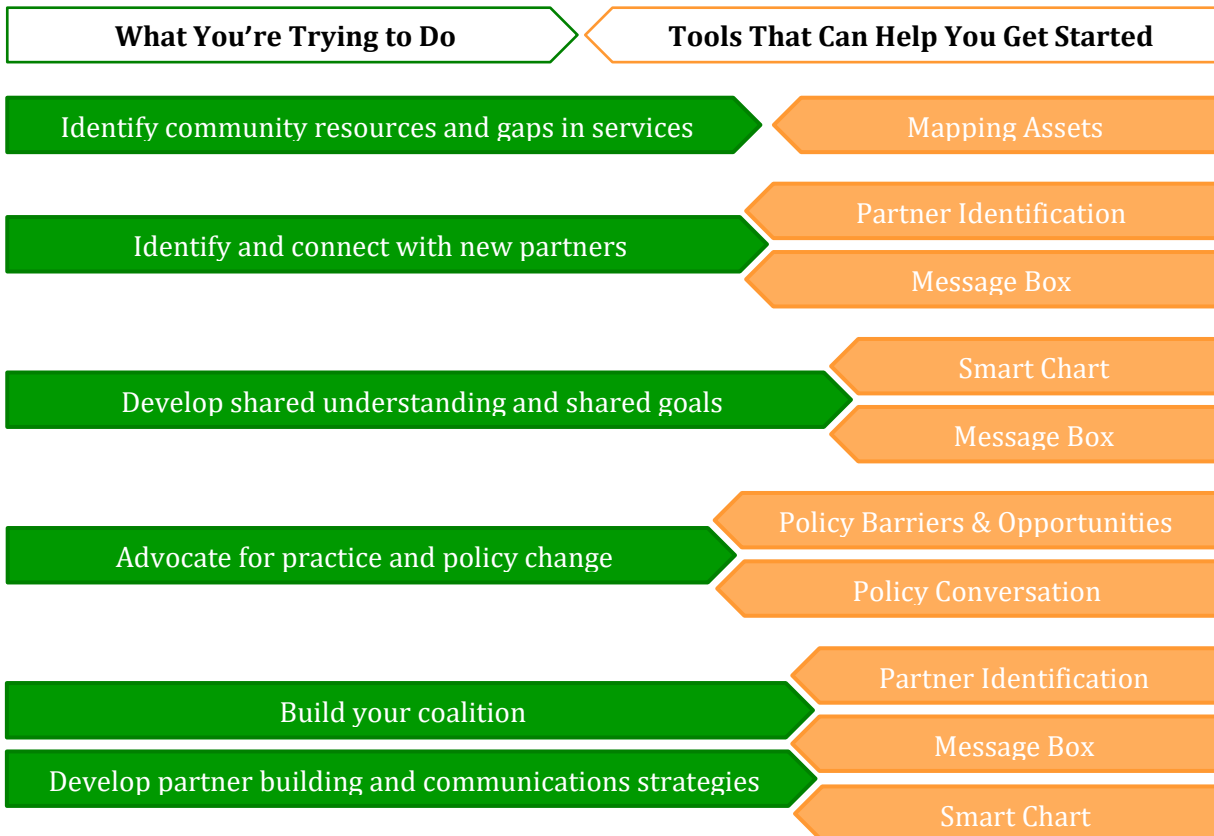 What You're Trying to Do
Tools That Can Help You Get Started
Identify community resources and gaps in services
Mapping Assets
Identify and connect with new partners
Partner Identification
Message Box
Develop shared understanding and shared goals
Smart Chart
Message Box
Advocate for practice and policy change
Policy Barriers & Opportunities
Policy Conversation
Build your coalition
Develop partner building and communications strategies
Partner Identification
Message Box
Smart Chart